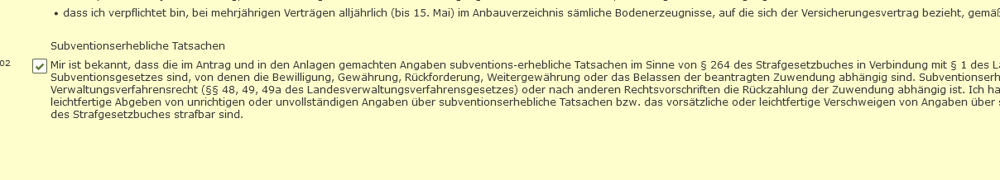 • dass ich verpflichtet bin, bei mehrjährigen Verträgen alljährlich (bis 15. Mai) im Anbauverzeichnis sämliche Bodenerzeugnisse, auf die sich der Versicherungesvertrag bezieht, gemäß
Subventionserhebliche Tatsachen
02
Mir ist bekannt, dass die im Antrag und in den Anlagen gemachten Angaben subventions-erhebliche Tatsachen im Sinne von § 264 des Strafgesetzbuches in Verbindung mit § 1 des La
Subventionsgesetzes sind, von denen die Bewilligung, Gewährung, Rückforderung, Weitergewährung oder das Belassen der beantragten Zuwendung abhängig sind. Subventionserh
Verwaltungsverfahrensrecht (§§ 48, 49, 49a des Landesverwaltungsverfahrensgesetzes) oder nach anderen Rechtsvorschriften die Rückzahlung der Zuwendung abhängig ist. Ich ha
leichtfertige Abgeben von unrichtigen oder unvollständigen Angaben über subventionserhebliche Tatsachen bzw. das vorsätzliche oder leichtfertige Verschweigen von Angaben über s
des Strafgesetzbuches strafbar sind.